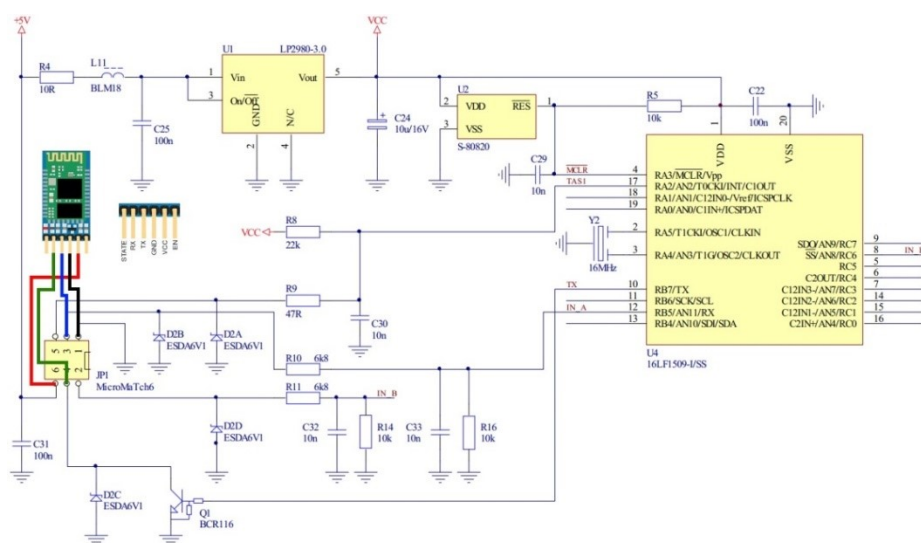 +5V
VCC
U1
LP2980-3.0
R4
10R
L11
BLM18
1
Vin
Vout
5
3
On/Off
GND
N/C
2
4
C25
100n
C24
10u/16V
U2
2
VDD
RES
1
3
VSS
S-80820
R5
10k
C22
100n
1
20
VDD
VSS
C29
10n
MCLR
TAS1
4
RA3/MCLR/Vpp
17
RA2/AN2/T0CKI/INT/C1OUT
18
RA1/AN1/C12IN0-/Vref/ICSPCLK
19
RA0/AN0/C1IN+/ICSPDAT
Y2
16MHz
2
RA5/T1CKI/OSC1/CLKIN
3
RA4/AN3/T1G/OSC2/CLKOUT
SDO/AN9/RC7
9
SS/AN8/RC6
8
RC5
5
C2OUT/RC4
6
C12IN3-/AN7/RC3
7
C12IN2-/AN6/RC2
14
C12IN1-/AN5/RC1
15
C2IN+/AN4/RC0
16
TX
10
RB7/TX
11
RB6/SCK/SCL
IN_A
12
RB5/AN11/RX
13
RB4/AN10/SDI/SDA
U4
16LF1509-I/SS
STATE
RX
TX
GND
VCC
EN
VCC
R8
22k
R9
47R
C30
10n
D2B
ESDA6V1
D2A
ESDA6V1
R10
6k8
R11
6k8
IN_B
5
3
1
6
4
2
JP1
MicroMaTch6
D2D
ESDA6V1
C32
10n
R14
10k
C33
10n
R16
10k
C31
100n
D2C
ESDA6V1
Q1
BCR116